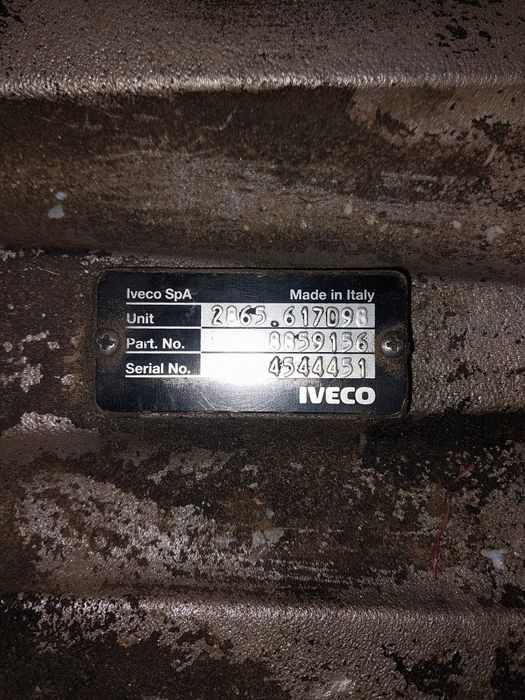 Iveco SpA Made in Italy
Unit 2865.617098
Part. No. 8859156
Serial No. 4544451
IVECO